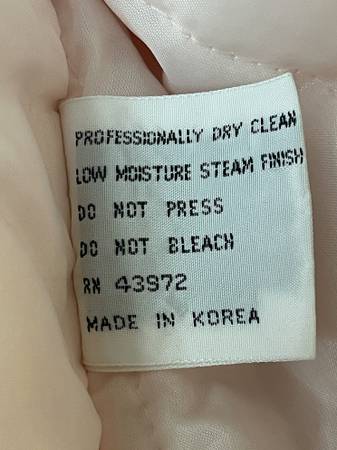 PROFESSIONALLY DRY CLEAN
LOW MOISTURE STEAM FINISH
DO NOT PRESS
DO NOT BLEACH
RN 43972
MADE IN KOREA